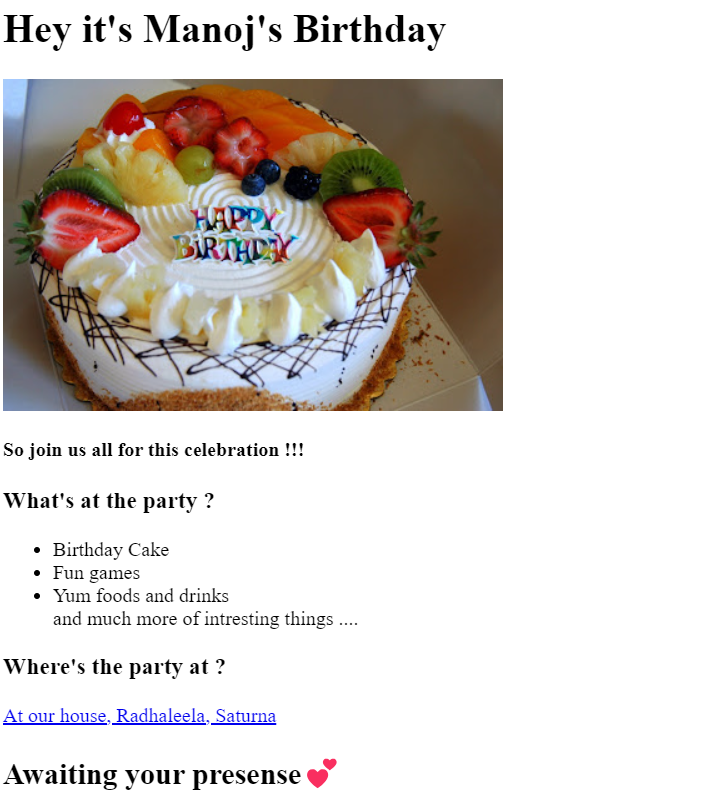 Hey it's Manoj's Birthday
HAPPY
BiRTHDAY
So join us all for this celebration !!!
What's at the party ?
Birthday Cake
Fun games
Yum foods and drinks
and much more of intresting things ....
Where's the party at ?
At our house, Radhaleela, Saturna
Awaiting your presense 💕